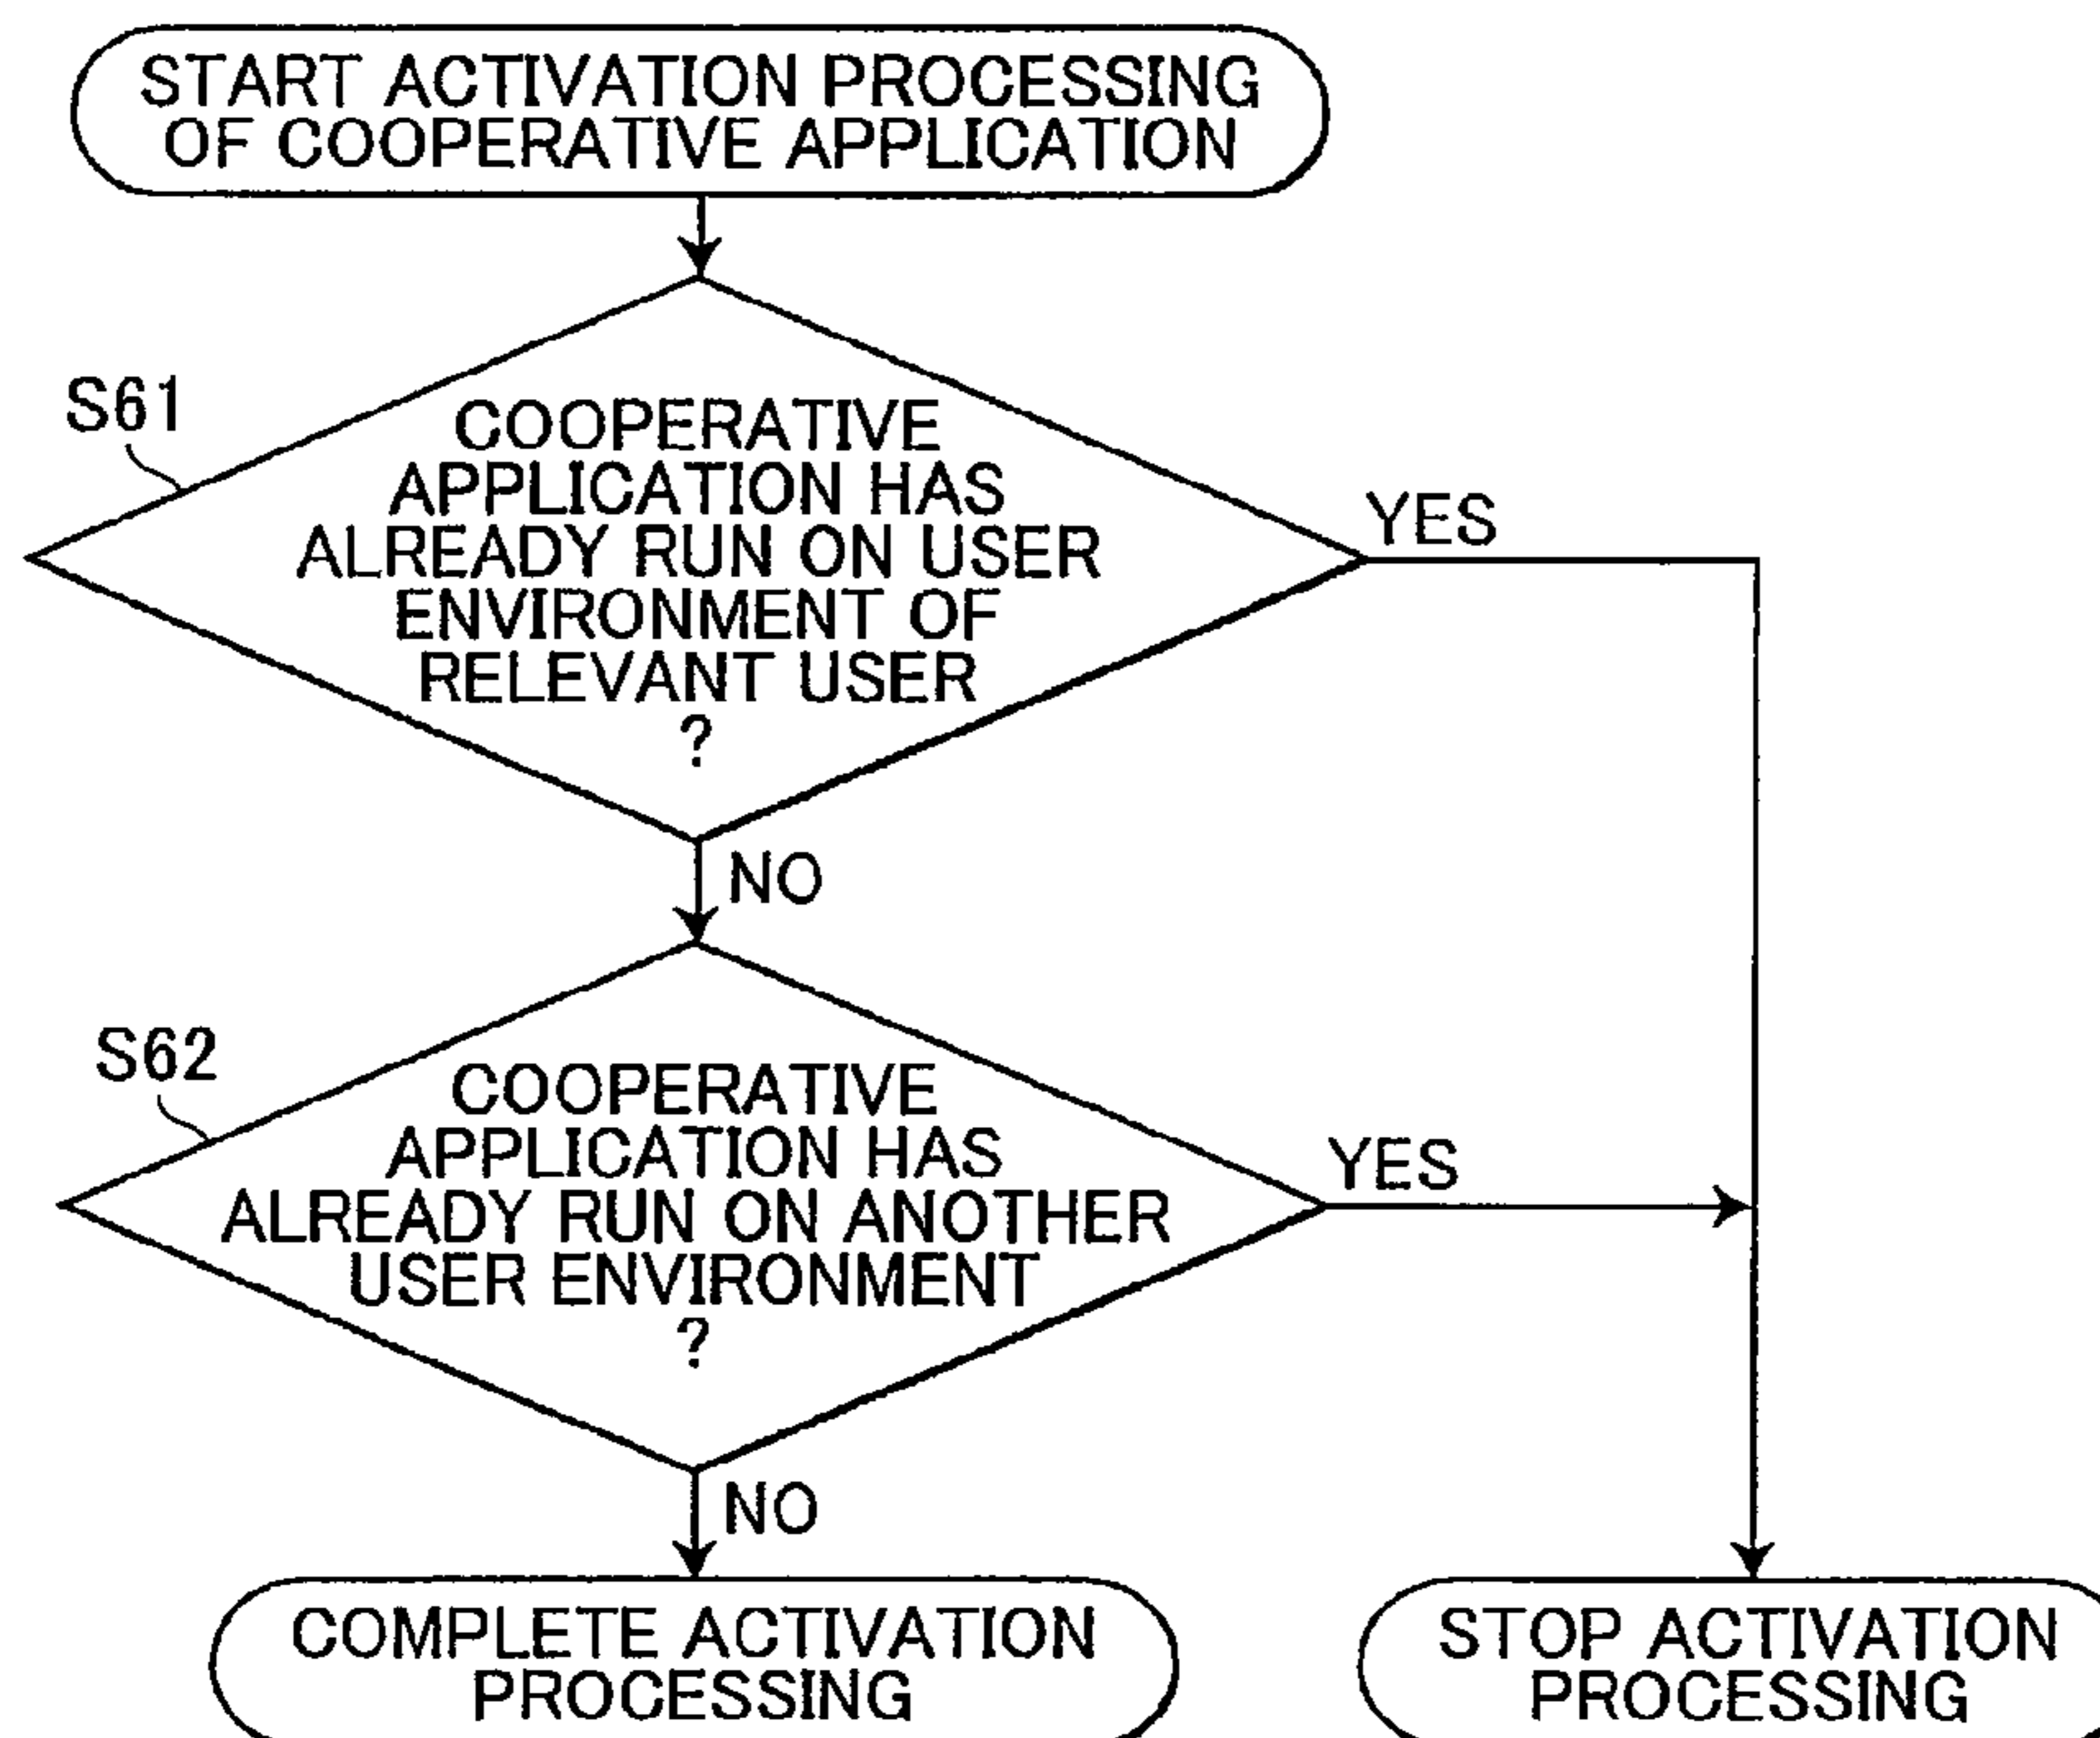 START ACTIVATION PROCESSING
OF COOPERATIVE APPLICATION
S61
COOPERATIVE
APPLICATION HAS
ALREADY RUN ON USER
ENVIRONMENT OF
RELEVANT USER
?
YES
NO
S62
COOPERATIVE
APPLICATION HAS
ALREADY RUN ON ANOTHER
USER ENVIRONMENT
?
YES
NO
COMPLETE ACTIVATION
PROCESSING
STOP ACTIVATION
PROCESSING